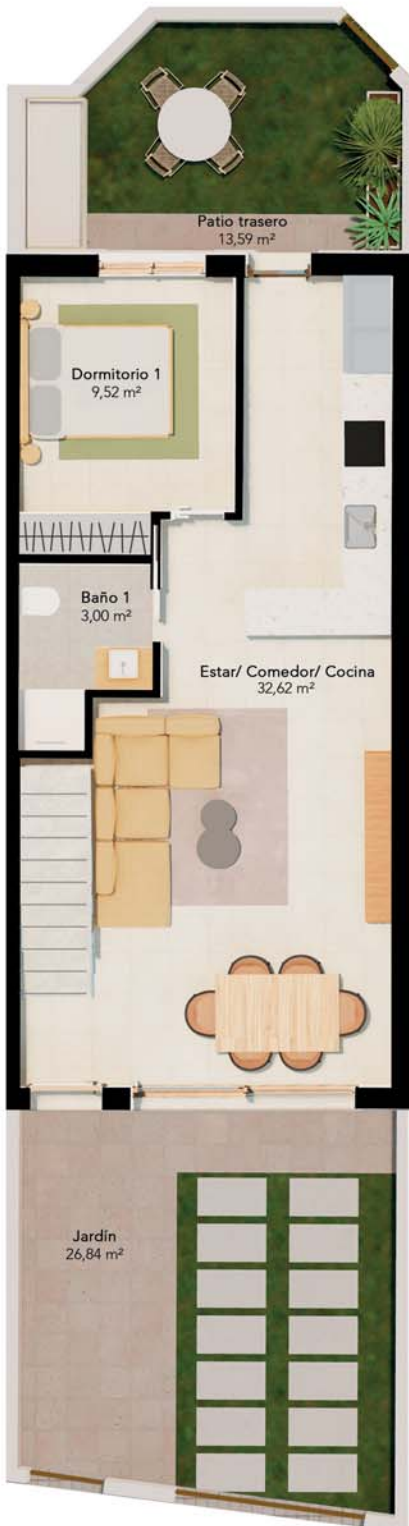 Patio trasero
13,59 m²
Dormitorio 1
9,52 m²
Baño 1
3,00 m²
Estar/ Comedor/ Cocina
32,62 m²
Jardín
26,84 m²